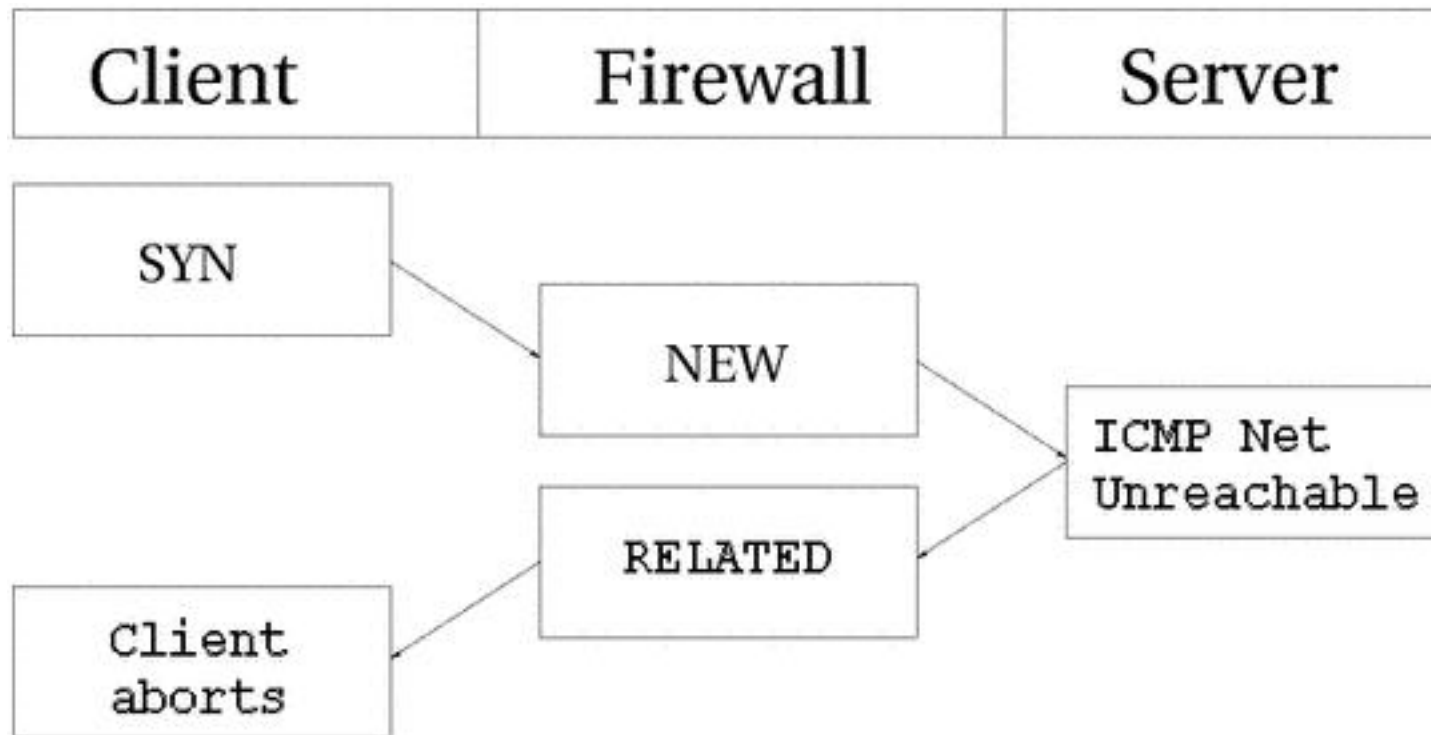 Client
Firewall
Server
SYN
NEW
ICMP Net
Unreachable
RELATED
Client
aborts